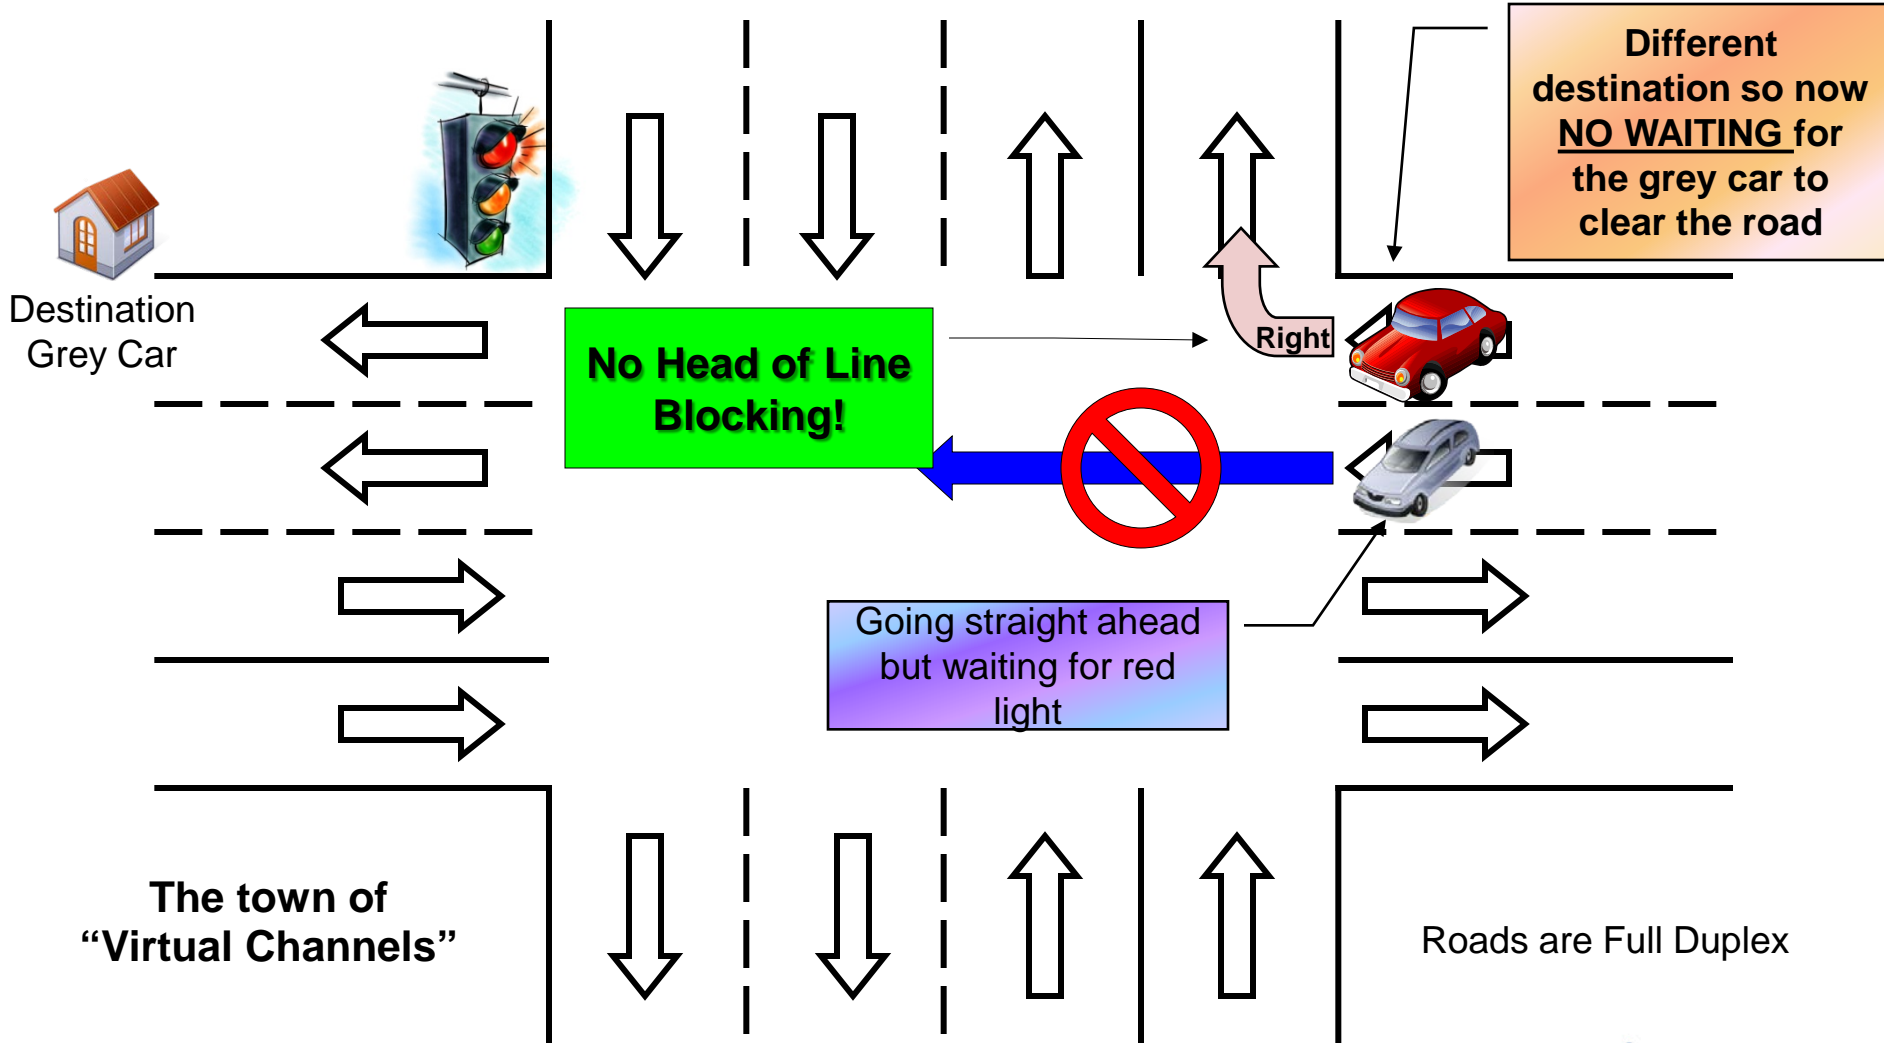 Different
destination so now
NO WAITING for
the grey car to
clear the road
Destination
Grey Car
No Head of Line
Blocking!
Right
Going straight ahead
but waiting for red
light
The town of
“Virtual Channels”
Roads are Full Duplex